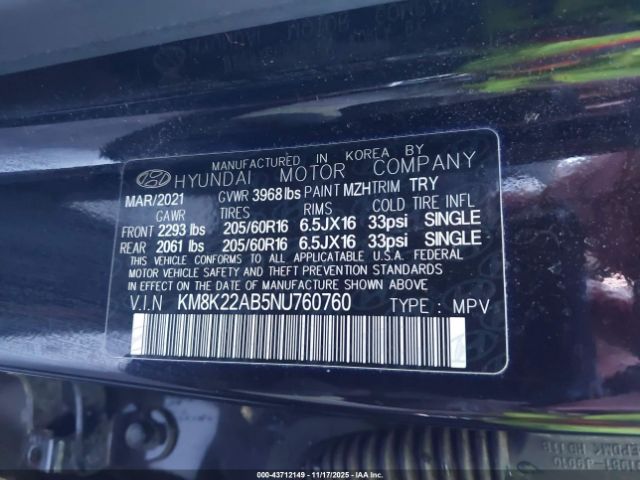 MANUFACTURED IN KOREA BY
HYUNDAI MOTOR COMPANY
MAR/2021 GVWR 3968 lbs PAINT MZH TRIM TRY
GAWR TIRES RIMS COLD TIRE INFL
FRONT 2293 lbs 205/60R16 6.5JX16 33psi SINGLE
REAR 2061 lbs 205/60R16 6.5JX16 33psi SINGLE
THIS VEHICLE CONFORMS TO ALL APPLICABLE U.S.A. FEDERAL
MOTOR VEHICLE SAFETY, BUMPER, AND THEFT PREVENTION
STANDARDS IN EFFECT ON THE DATE OF MANUFACTURE SHOWN ABOVE.
V.I.N KM8K22AB5NU760760 TYPE : MPV
000-43712149 - 11/17/2025 - IAAI.COM